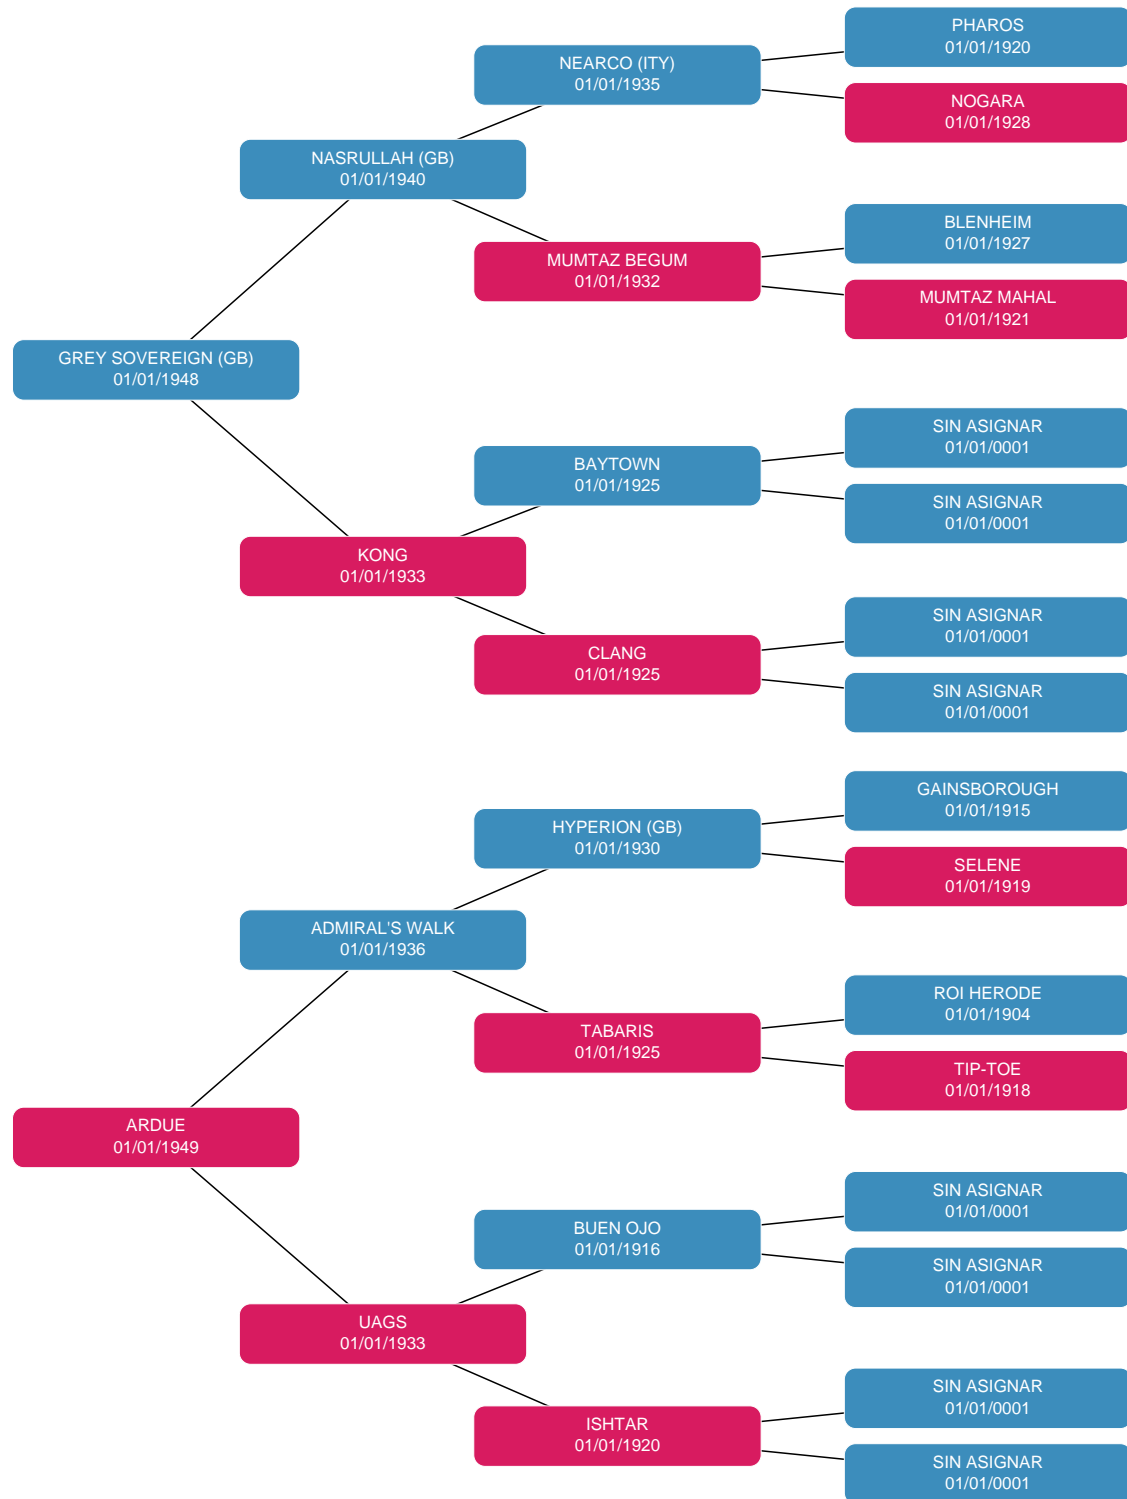 PHAROS
01/01/1920
NEARCO (ITY)
01/01/1935
NOGARA
01/01/1928
NASRULLAH (GB)
01/01/1940
BLENHEIM
01/01/1927
MUMTAZ BEGUM
01/01/1932
MUMTAZ MAHAL
01/01/1921
GREY SOVEREIGN (GB)
01/01/1948
SIN ASIGNAR
01/01/0001
BAYTOWN
01/01/1925
SIN ASIGNAR
01/01/0001
KONG
01/01/1933
SIN ASIGNAR
01/01/0001
CLANG
01/01/1925
SIN ASIGNAR
01/01/0001
GAINSBOROUGH
01/01/1915
HYPERION (GB)
01/01/1930
SELENE
01/01/1919
ADMIRAL'S WALK
01/01/1936
ROI HERODE
01/01/1904
TABARIS
01/01/1925
TIP-TOE
01/01/1918
ARDUE
01/01/1949
SIN ASIGNAR
01/01/0001
BUEN OJO
01/01/1916
SIN ASIGNAR
01/01/0001
UAGS
01/01/1933
SIN ASIGNAR
01/01/0001
ISHTAR
01/01/1920
SIN ASIGNAR
01/01/0001